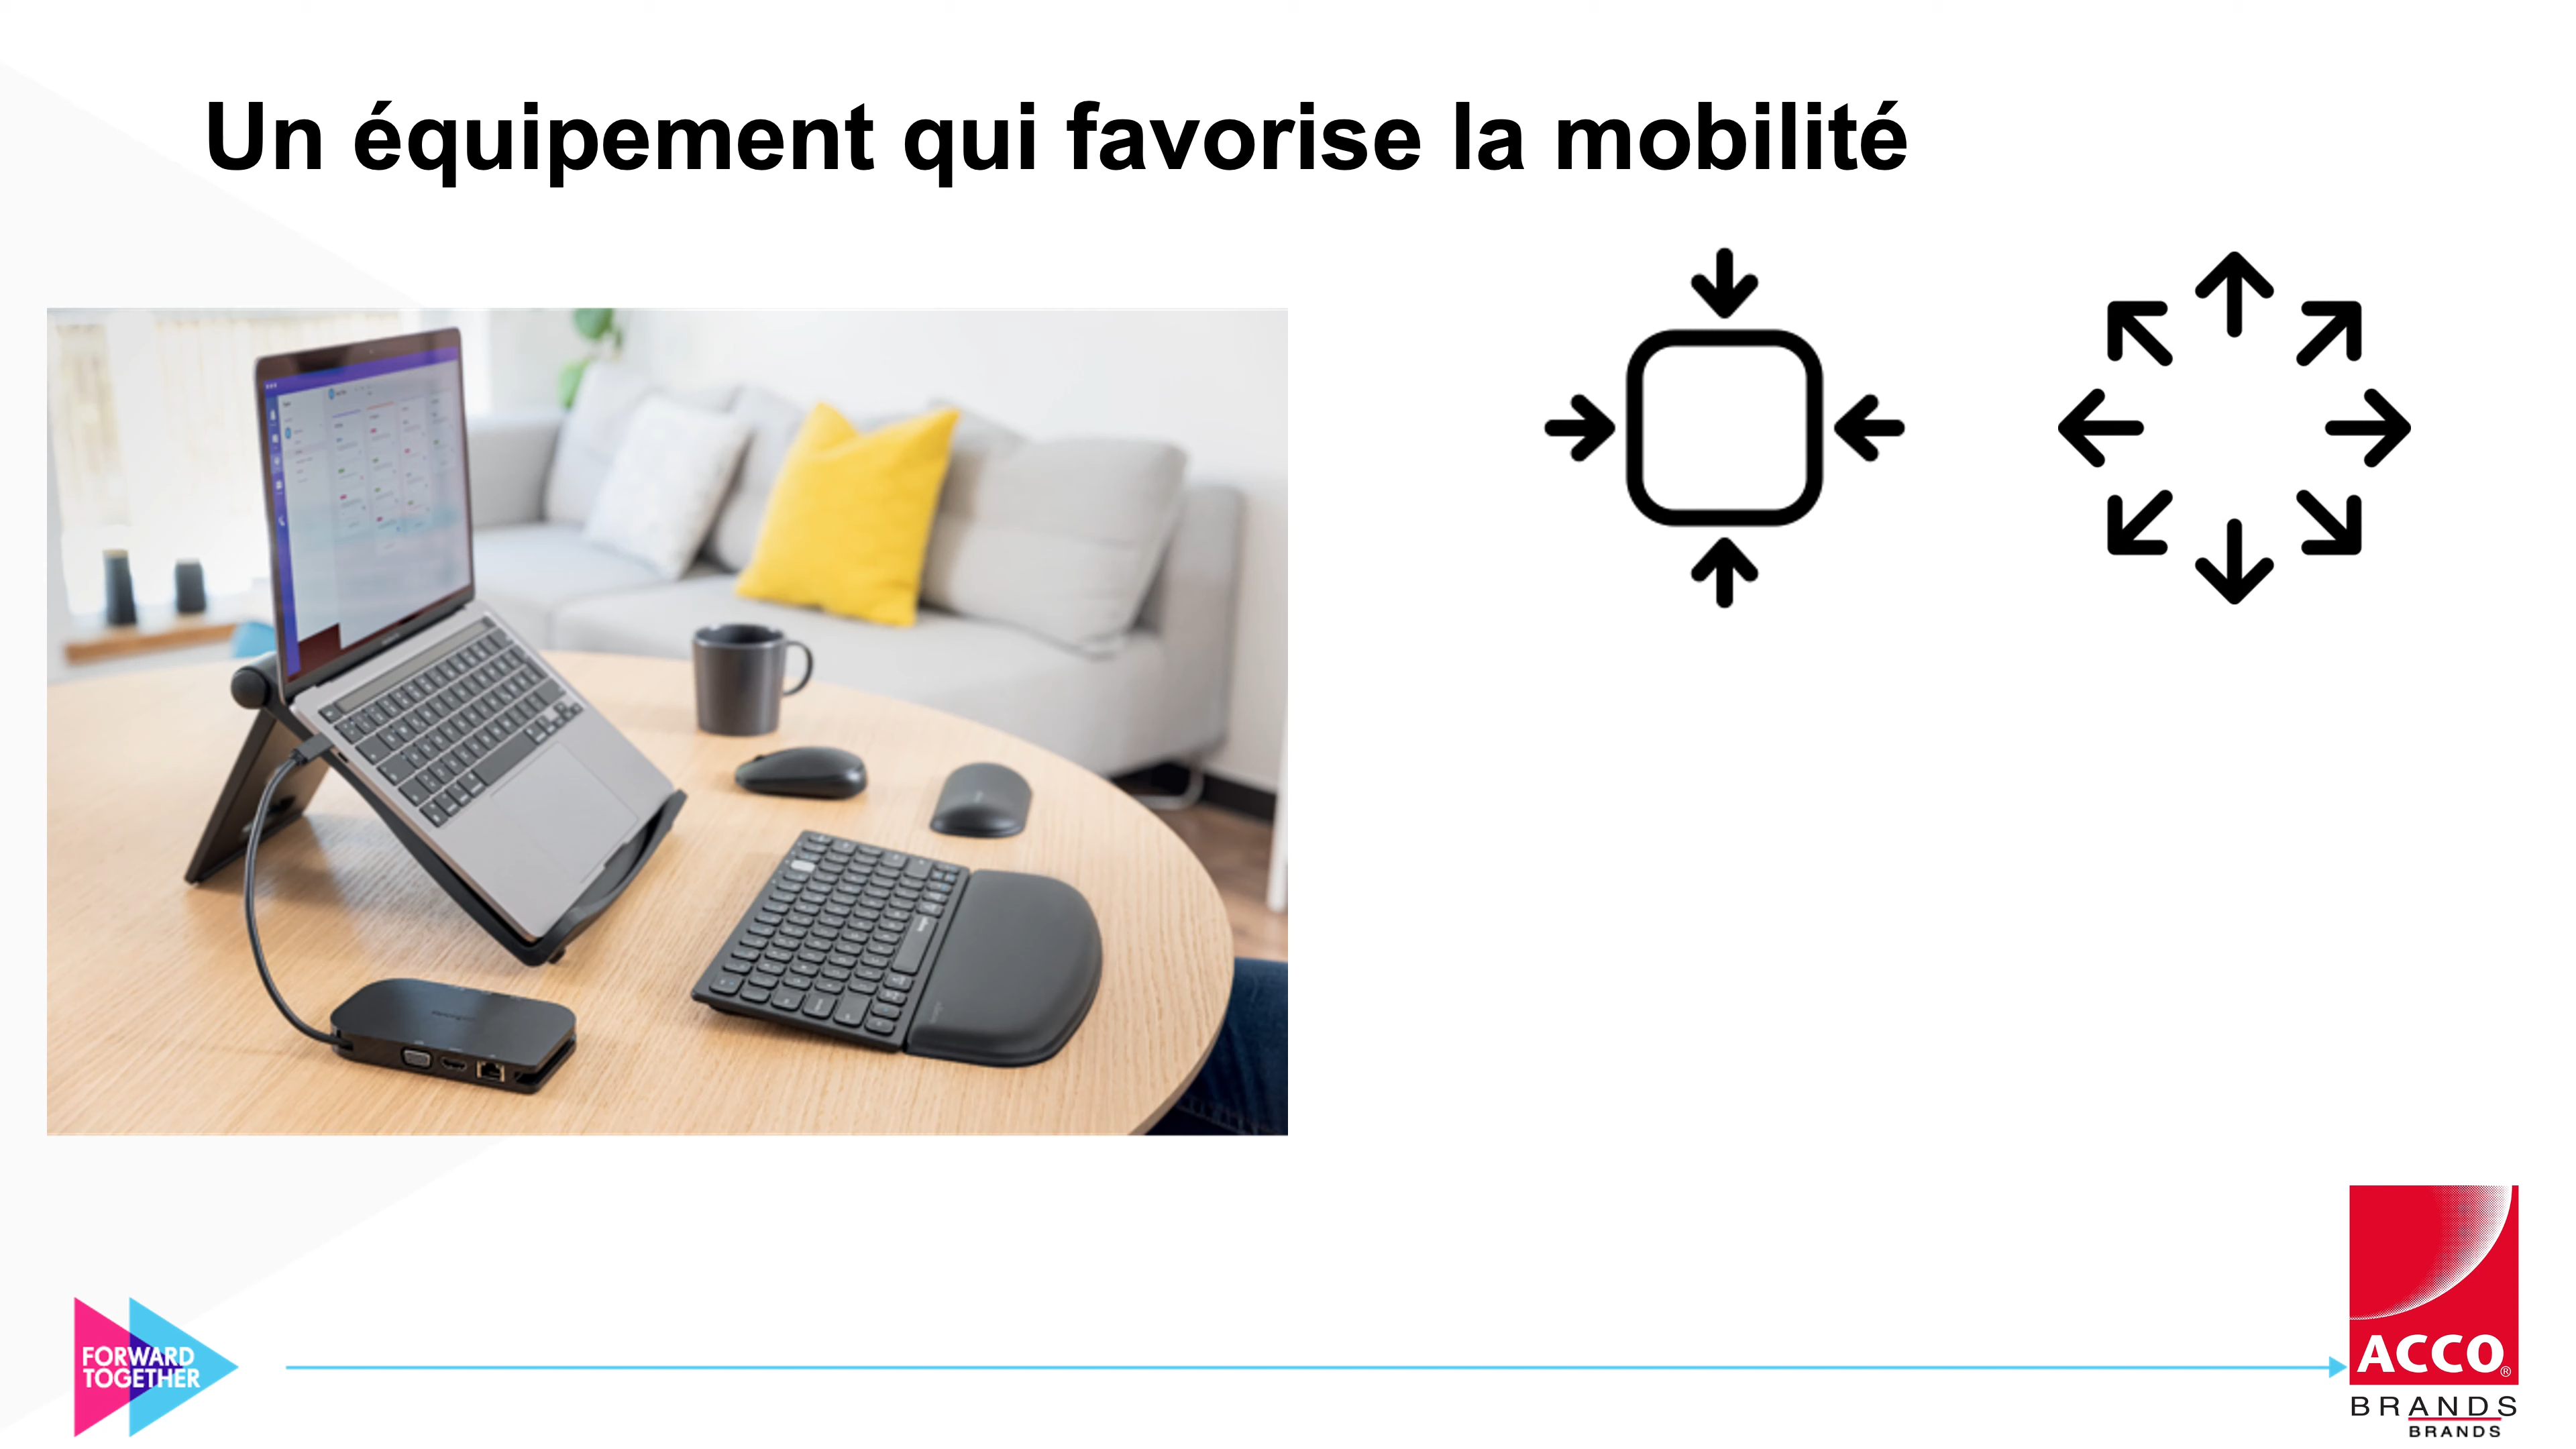 Un équipement qui favorise la mobilité
FORWARD
TOGETHER
ACCO®
BRANDS
BRANDS